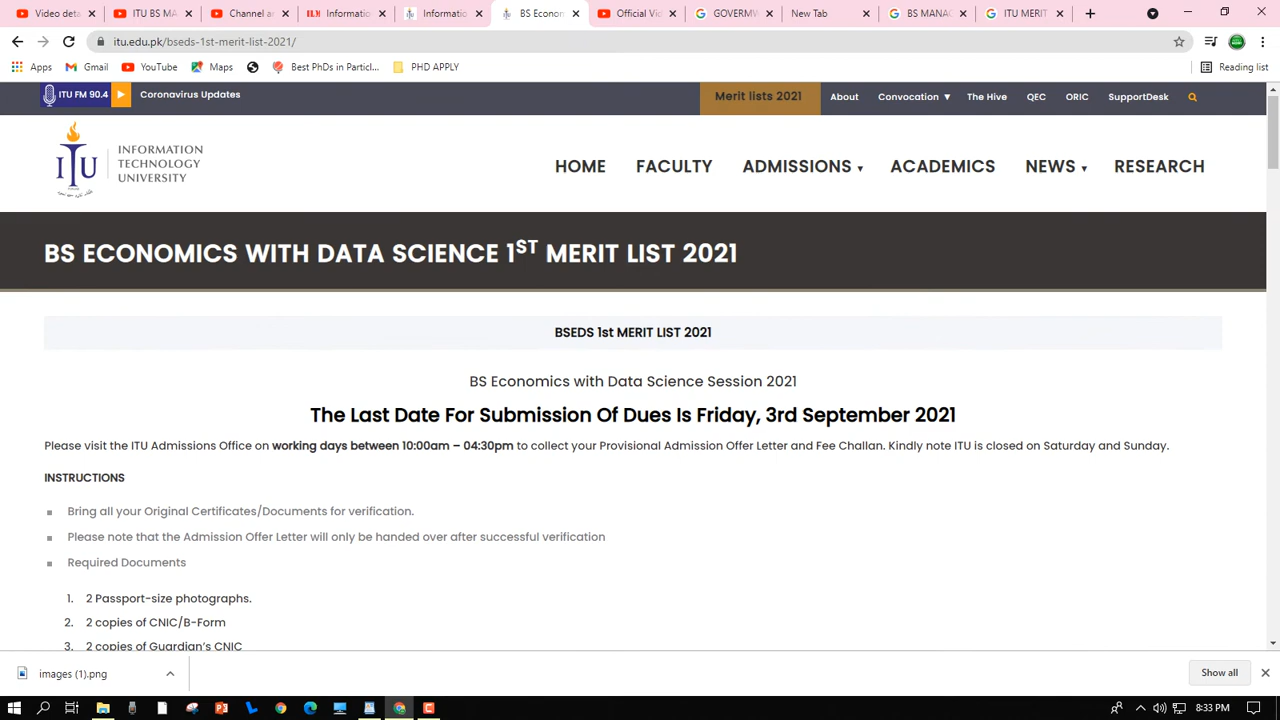 Video deta
ITU BS MA
Channel a
Information
Information
BS Econon
Official Vid
GOVERMV
New Tab
BS MANAG
ITU MERIT
itu.edu.pk/bseds-1st-merit-list-2021/
Apps
Gmail
YouTube
Maps
Best PhDs in Particl...
PHD APPLY
Reading list
ITU FM 90.4
Coronavirus Updates
Merit lists 2021
About
Convocation
The Hive
QEC
ORIC
SupportDesk
ITU
INFORMATION
TECHNOLOGY
UNIVERSITY
HOME
FACULTY
ADMISSIONS
ACADEMICS
NEWS
RESEARCH
BS ECONOMICS WITH DATA SCIENCE 1ST MERIT LIST 2021
BSEDS 1st MERIT LIST 2021
BS Economics with Data Science Session 2021
The Last Date For Submission Of Dues Is Friday, 3rd September 2021
Please visit the ITU Admissions Office on working days between 10:00am – 04:30pm to collect your Provisional Admission Offer Letter and Fee Challan. Kindly note ITU is closed on Saturday and Sunday.
INSTRUCTIONS
Bring all your Original Certificates/Documents for verification.
Please note that the Admission Offer Letter will only be handed over after successful verification
Required Documents
1. 2 Passport-size photographs.
2. 2 copies of CNIC/B-Form
3. 2 copies of Guardian's CNIC
images (1).png
Show all
8:33 PM